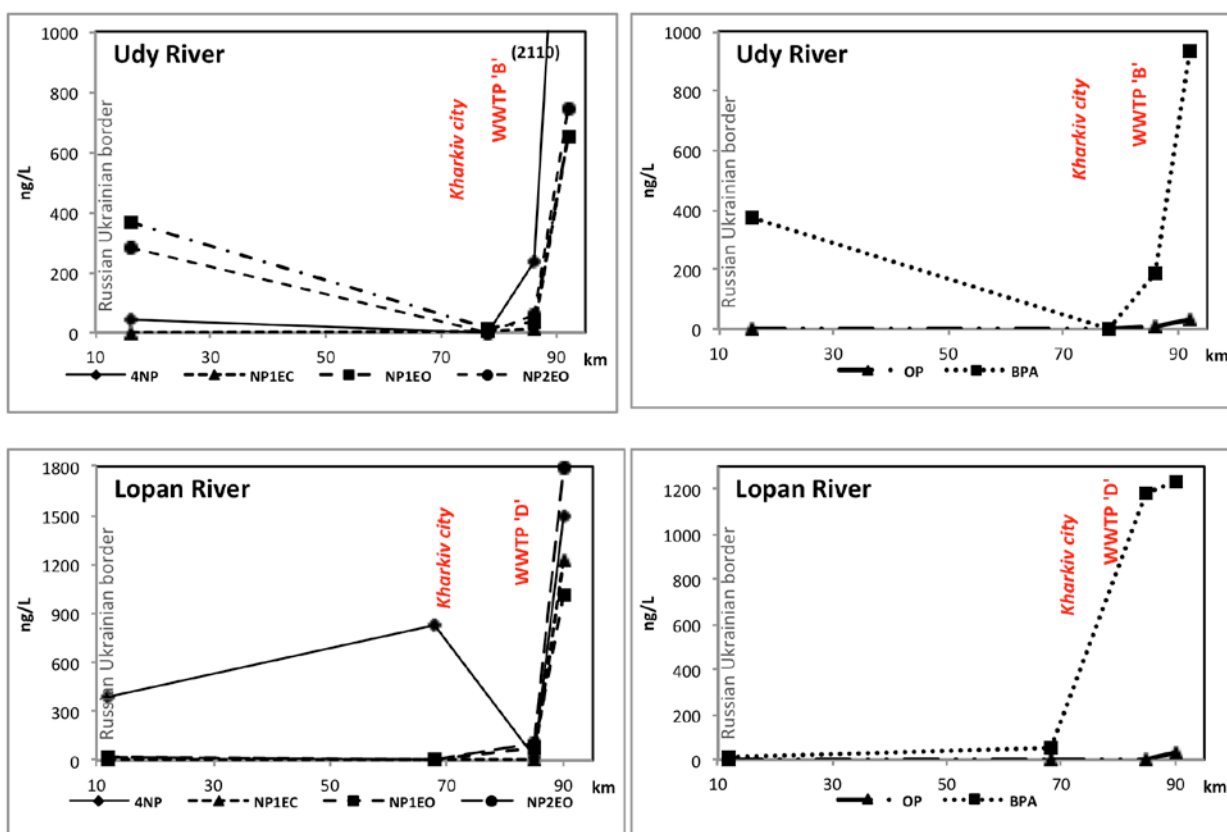 Udy River
1000
800
600
400
200
0
ng/L
Russian Ukrainian border
Kharkiv city
WWTP 'B'
(2110)
10 30 50 70 90 km
4NP NP1EC NP1EO NP2EO
Udy River
1000
800
600
400
200
0
ng/L
Russian Ukrainian border
Kharkiv city
WWTP 'B'
10 30 50 70 90 km
OP BPA
Lopan River
1800
1500
1200
900
600
300
0
ng/L
Russian Ukrainian border
Kharkiv city
WWTP 'D'
10 30 50 70 90 km
4NP NP1EC NP1EO NP2EO
Lopan River
1200
1000
800
600
400
200
0
ng/L
Russian Ukrainian border
Kharkiv city
WWTP 'D'
10 30 50 70 90 km
OP BPA